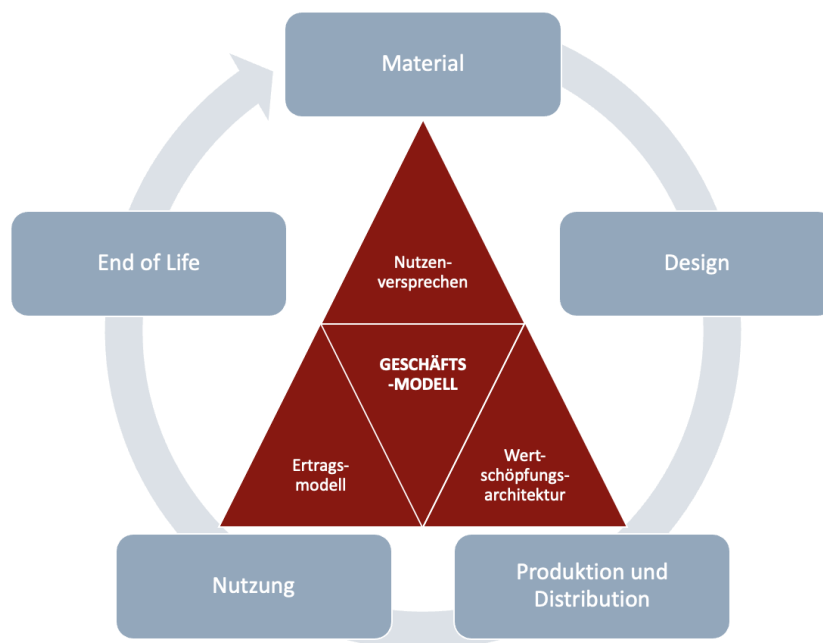 Material
End of Life
Design
Nutzen-
versprechen
GESCHÄFTS
-MODELL
Ertrags-
modell
Wert-
schöpfungs-
architektur
Nutzung
Produktion und
Distribution